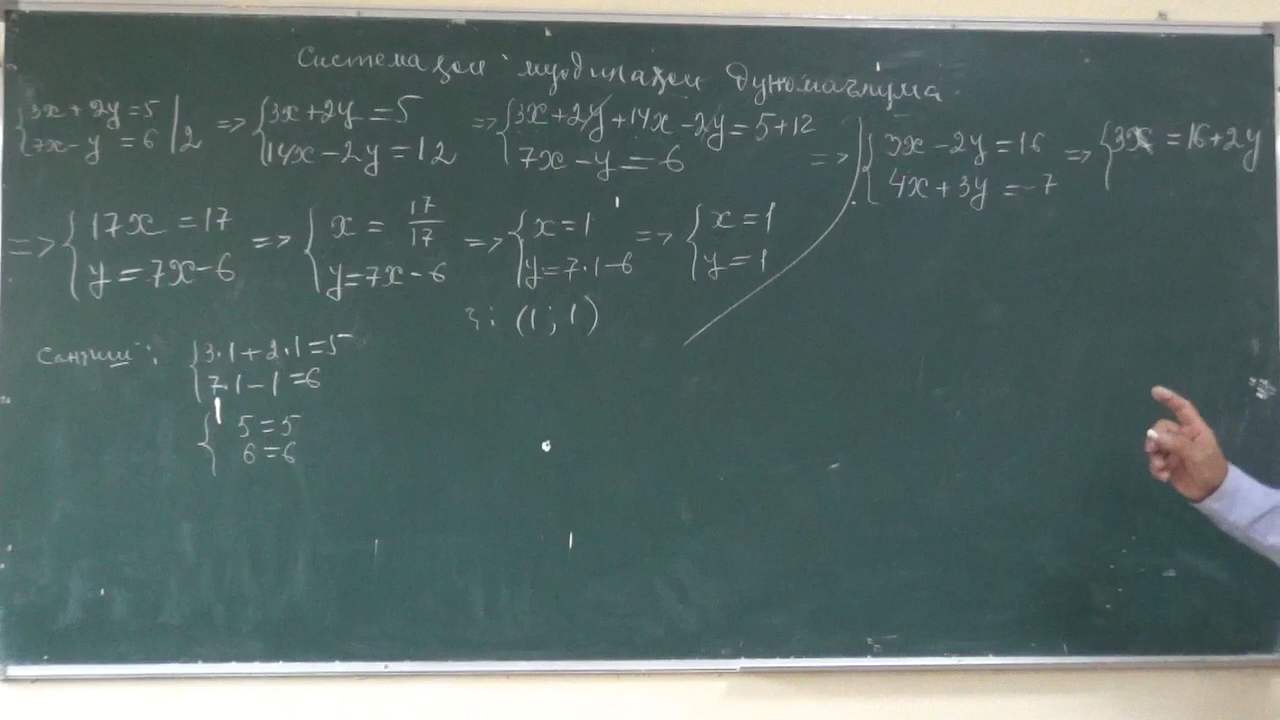 Системаҳои муодилаҳои дуномаълума
{3x + 2y = 5 {7x - y = 6 |2 => {3x + 2y = 5 {14x - 2y = 12 => {3x + 2y + 14x - 2y = 5 + 12 {7x - y = 6 =>
=> {17x = 17 {y = 7x - 6 => {x = 17/17 {y = 7x - 6 => {x = 1 {y = 7·1 - 6 => {x = 1 {y = 1
ҷ: (1; 1)
Санҷиш: {3·1 + 2·1 = 5 {7·1 - 1 = 6
{5 = 5 {6 = 6
{3x - 2y = 16 {4x + 3y = -7 => {3x = 16 + 2y